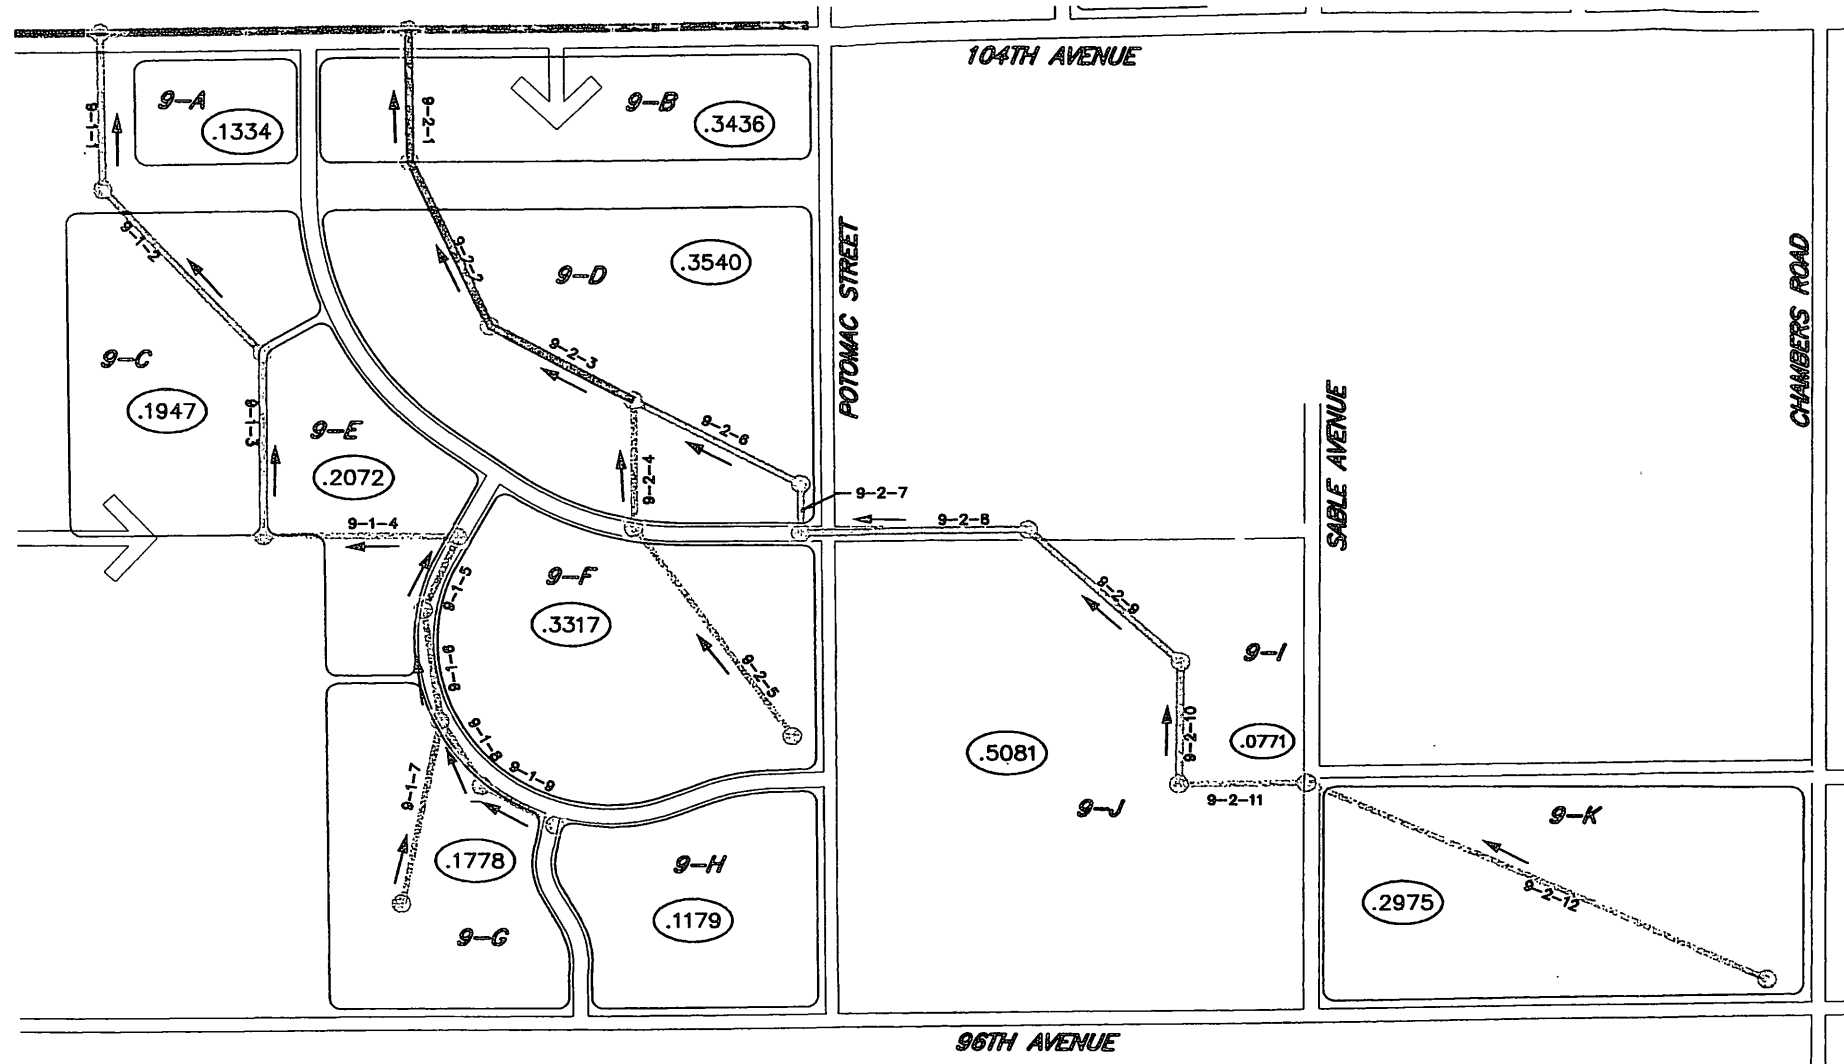 104TH AVENUE
9-A
.1334
9-B
.3436
9-1-1
9-2-1
9-1-2
9-2-2
9-D
.3540
POTOMAC STREET
CHAMBERS ROAD
9-C
.1947
9-1-3
9-E
.2072
9-2-3
9-2-6
9-2-4
SABLE AVENUE
9-1-4
9-2-7
9-2-8
9-1-5
9-F
.3317
9-2-9
9-1-6
9-2-5
9-I
.0771
9-2-10
9-1-8
9-1-9
9-1-7
.5081
9-J
9-2-11
9-K
9-2-12
.2975
.1778
9-G
9-H
.1179
96TH AVENUE